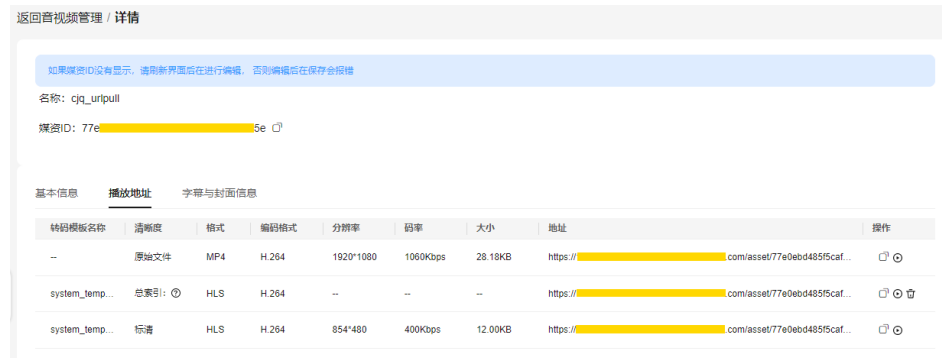 返回音视频管理 / 详情
如果媒资ID没有显示，请刷新界面后在进行编辑，否则编辑后在保存会报错
名称：cjq_urlpull
媒资ID：77e 5e
基本信息 播放地址 字幕与封面信息
转码模板名称 清晰度 格式 编码格式 分辨率 码率 大小 地址 操作
-- 原始文件 MP4 H.264 1920*1080 1060Kbps 28.18KB https:// .com/asset/77e0ebd485f5caf...
system_temp... 总索引: HLS H.264 -- -- -- https:// .com/asset/77e0ebd485f5caf...
system_temp... 标清 HLS H.264 854*480 400Kbps 12.00KB https:// .com/asset/77e0ebd485f5caf...